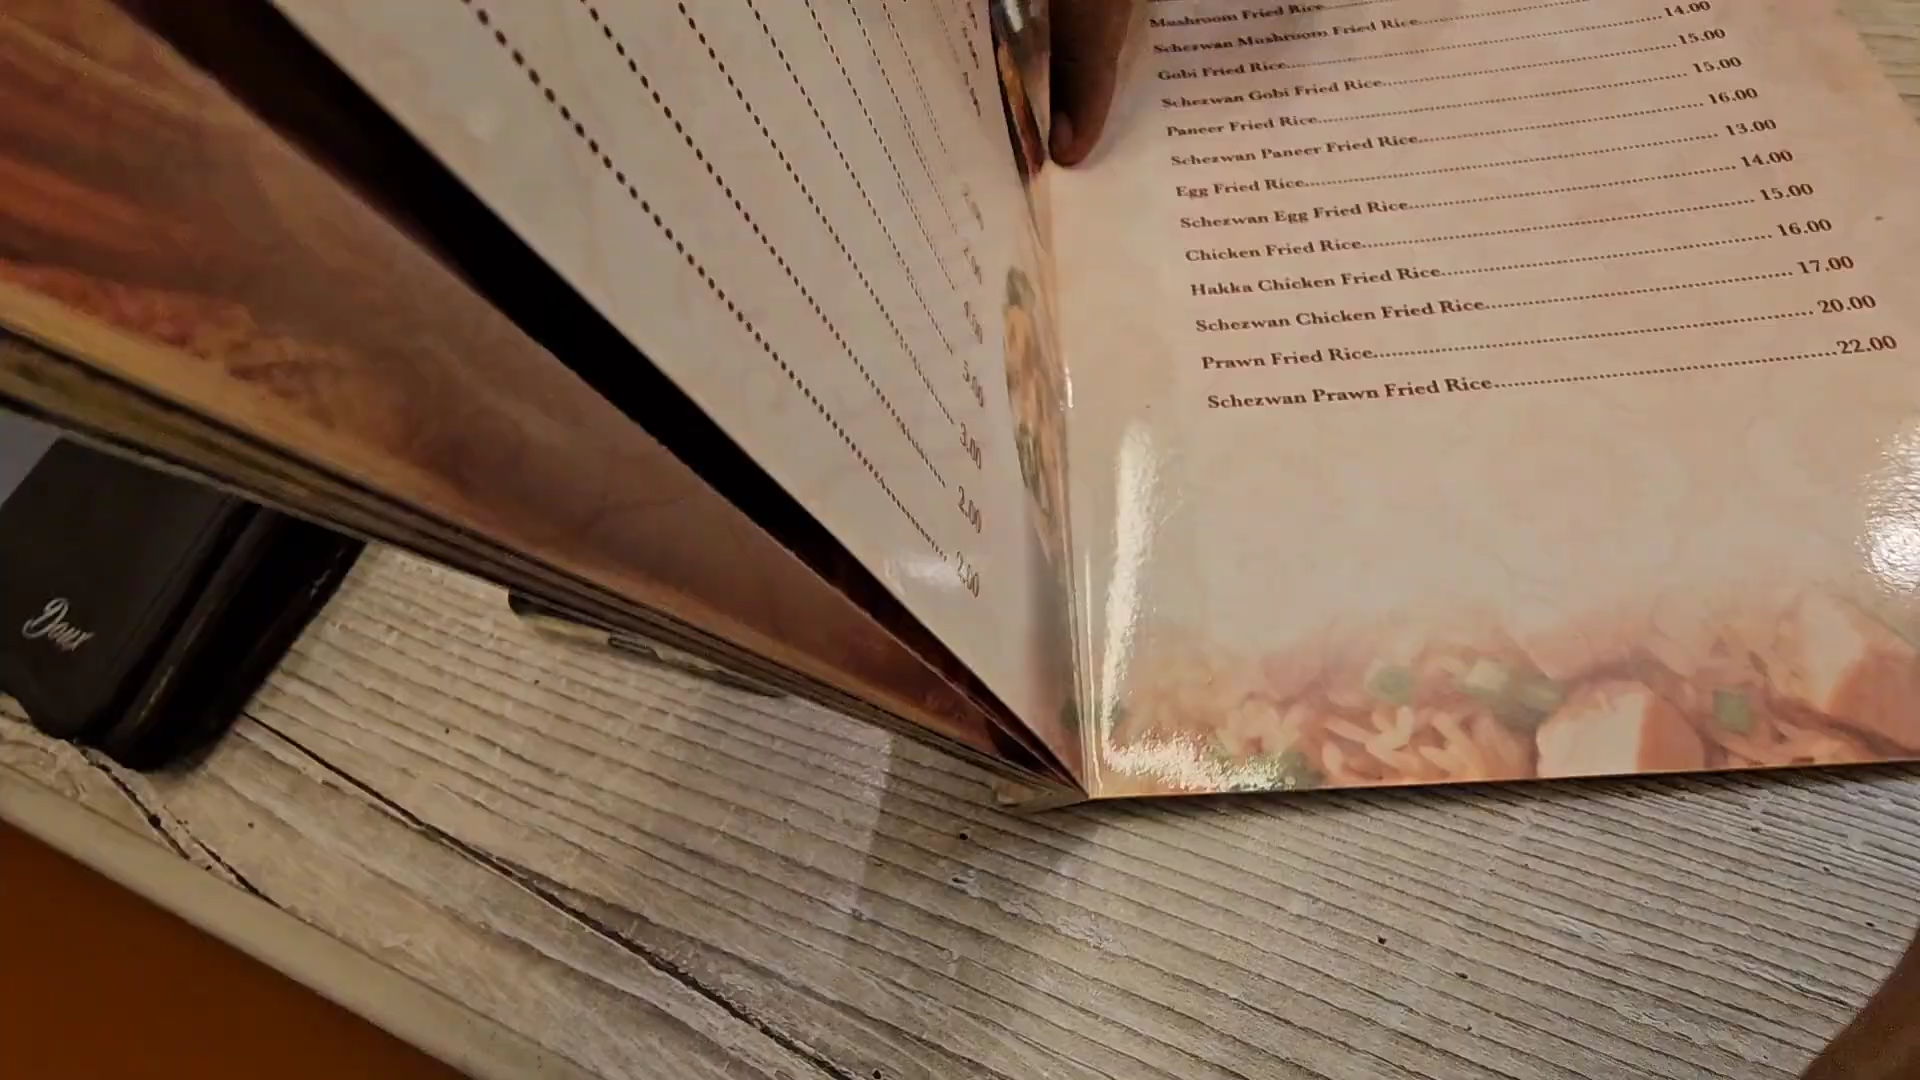 Mushroom Fried Rice
Schezwan Mushroom Fried Rice
Gobi Fried Rice 14.00
Schezwan Gobi Fried Rice 15.00
Paneer Fried Rice 15.00
Schezwan Paneer Fried Rice 16.00
Egg Fried Rice 13.00
Schezwan Egg Fried Rice 14.00
Chicken Fried Rice 15.00
Hakka Chicken Fried Rice 16.00
Schezwan Chicken Fried Rice 17.00
Prawn Fried Rice 20.00
Schezwan Prawn Fried Rice 22.00
5.00
3.00
2.00
2.00
Doux